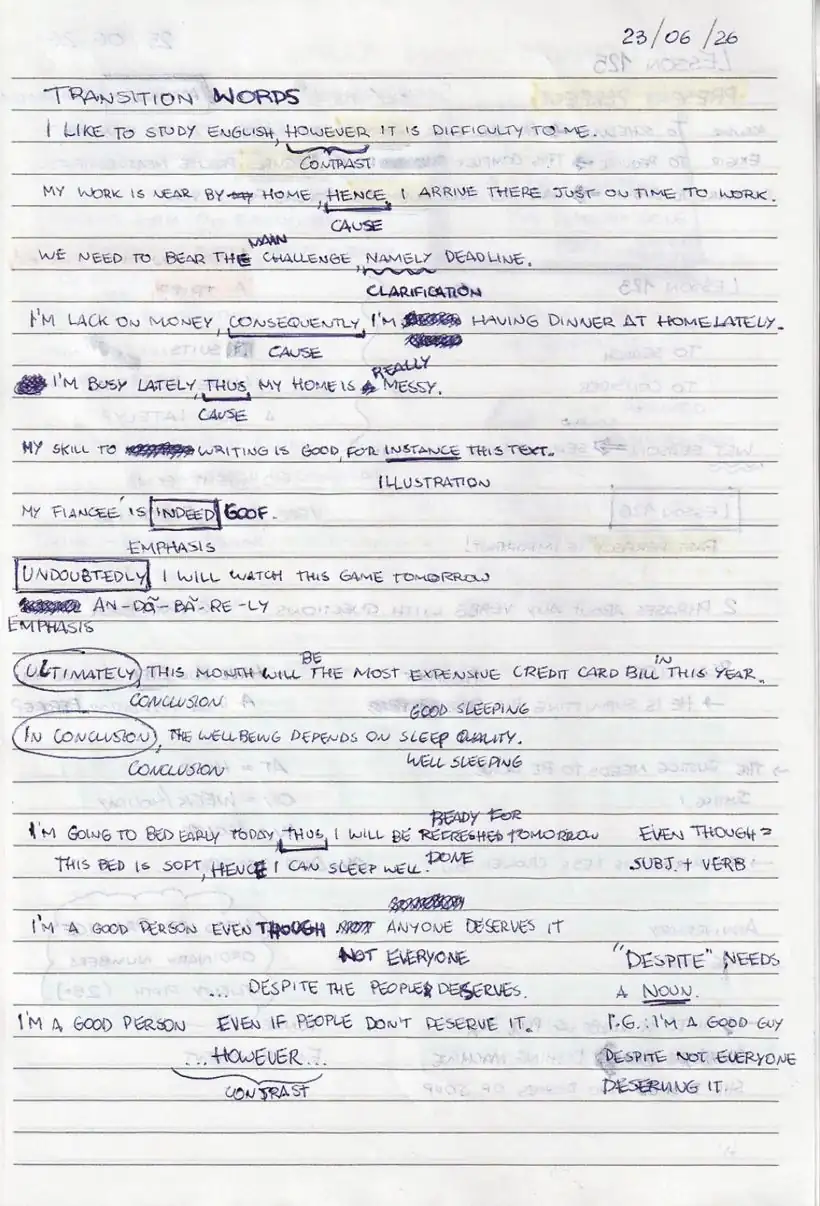 23/06/26
TRANSITION WORDS
I LIKE TO STUDY ENGLISH, HOWEVER IT IS DIFFICULTY TO ME.
CONTRAST
MY WORK IS NEAR BY HOME, HENCE, I ARRIVE THERE JUST ON TIME TO WORK.
CAUSE
MAIN
WE NEED TO BEAR THE CHALLENGE, NAMELY DEADLINE.
CLARIFICATION
I'M LACK ON MONEY, CONSEQUENTLY, I'M HAVING DINNER AT HOME LATELY.
CAUSE
REALLY
I'M BUSY LATELY, THUS, MY HOME IS MESSY.
CAUSE
MY SKILL TO WRITING IS GOOD, FOR INSTANCE THIS TEXT.
ILLUSTRATION
MY FIANCEÉ IS INDEED GOOF.
EMPHASIS
UNDOUBTEDLY I WILL WATCH THIS GAME TOMORROW
AN-DÃ-BÃ-RE-LY
EMPHASIS
BE IN
ULTIMATELY, THIS MONTH WILL THE MOST EXPENSIVE CREDIT CARD BILL THIS YEAR.
CONCLUSION GOOD SLEEPING
IN CONCLUSION, THE WELLBEING DEPENDS ON SLEEP QUALITY.
CONCLUSION WELL SLEEPING
READY FOR
I'M GOING TO BED EARLY TODAY, THUS, I WILL BE REFRESHED TOMORROW EVEN THOUGH =
DONE
THIS BED IS SOFT, HENCE I CAN SLEEP WELL. SUBJ. + VERB
I'M A GOOD PERSON EVEN THOUGH NOT ANYONE DESERVES IT
NOT EVERYONE "DESPITE" NEEDS
... DESPITE THE PEOPLE DESERVES. A NOUN.
I'M A GOOD PERSON EVEN IF PEOPLE DON'T DESERVE IT. I.G.: I'M A GOOD GUY
...HOWEVER... DESPITE NOT EVERYONE
CONTRAST DESERVING IT